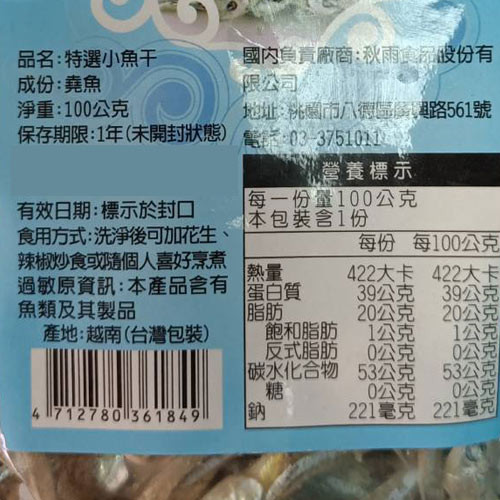 品名:特選小魚干
成份:堯魚
淨重:100公克
保存期限:1年(未開封狀態)
有效日期:標示於封口
食用方式:洗淨後可加花生、
辣椒炒食或隨個人喜好烹煮
過敏原資訊:本產品含有
魚類及其製品
產地:越南(台灣包裝)
4 712780 361849
國內負責廠商:秋雨食品股份有
限公司
地址:桃園市八德區廣興路561號
電話:03-3751011
營養標示
每一份量100公克
本包裝含1份
每份 每100公克
熱量 422大卡 422大卡
蛋白質 39公克 39公克
脂肪 20公克 20公克
飽和脂肪 1公克 1公克
反式脂肪 0公克 0公克
碳水化合物 53公克 53公克
糖 0公克 0公克
鈉 221毫克 221毫克